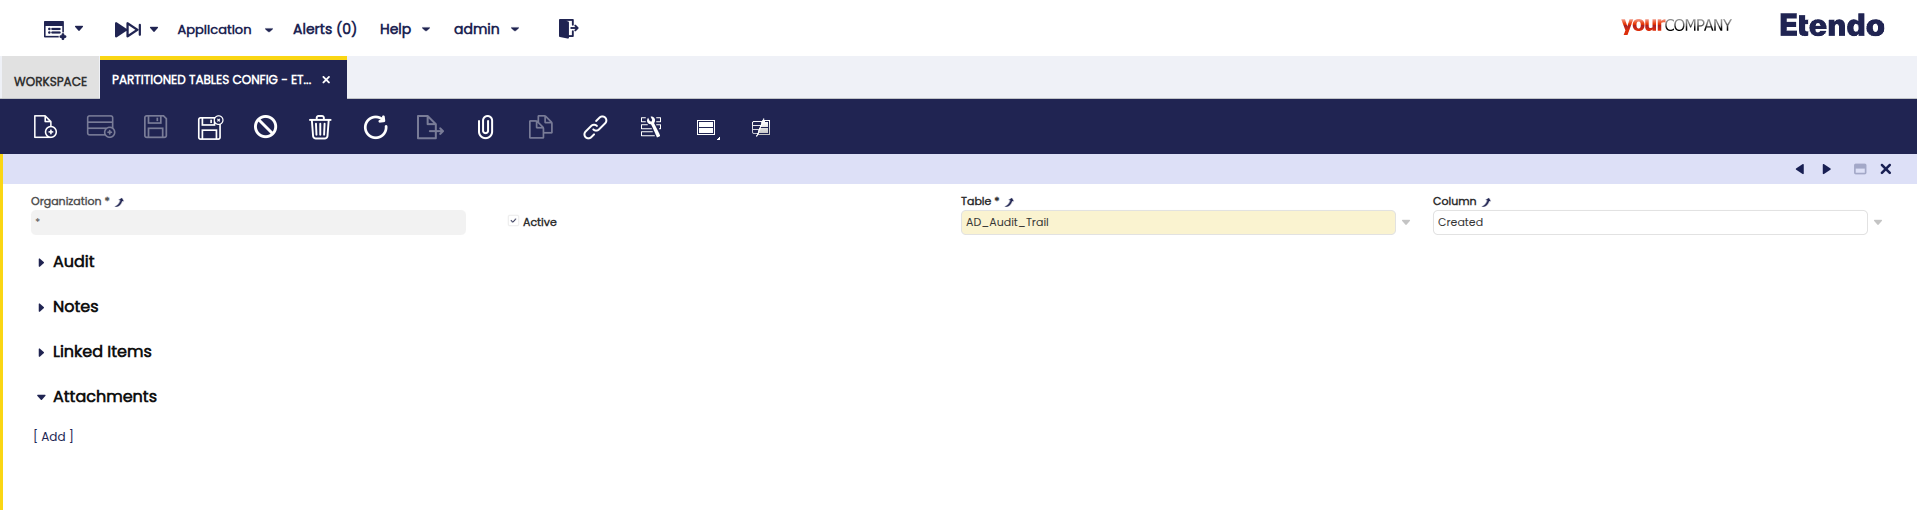 Application Alerts (0) Help admin yourCOMPANY Etendo
WORKSPACE PARTITIONED TABLES CONFIG - ET...
Organization * Table * Column
* Active AD_Audit_Trail Created
Audit
Notes
Linked Items
Attachments
[ Add ]